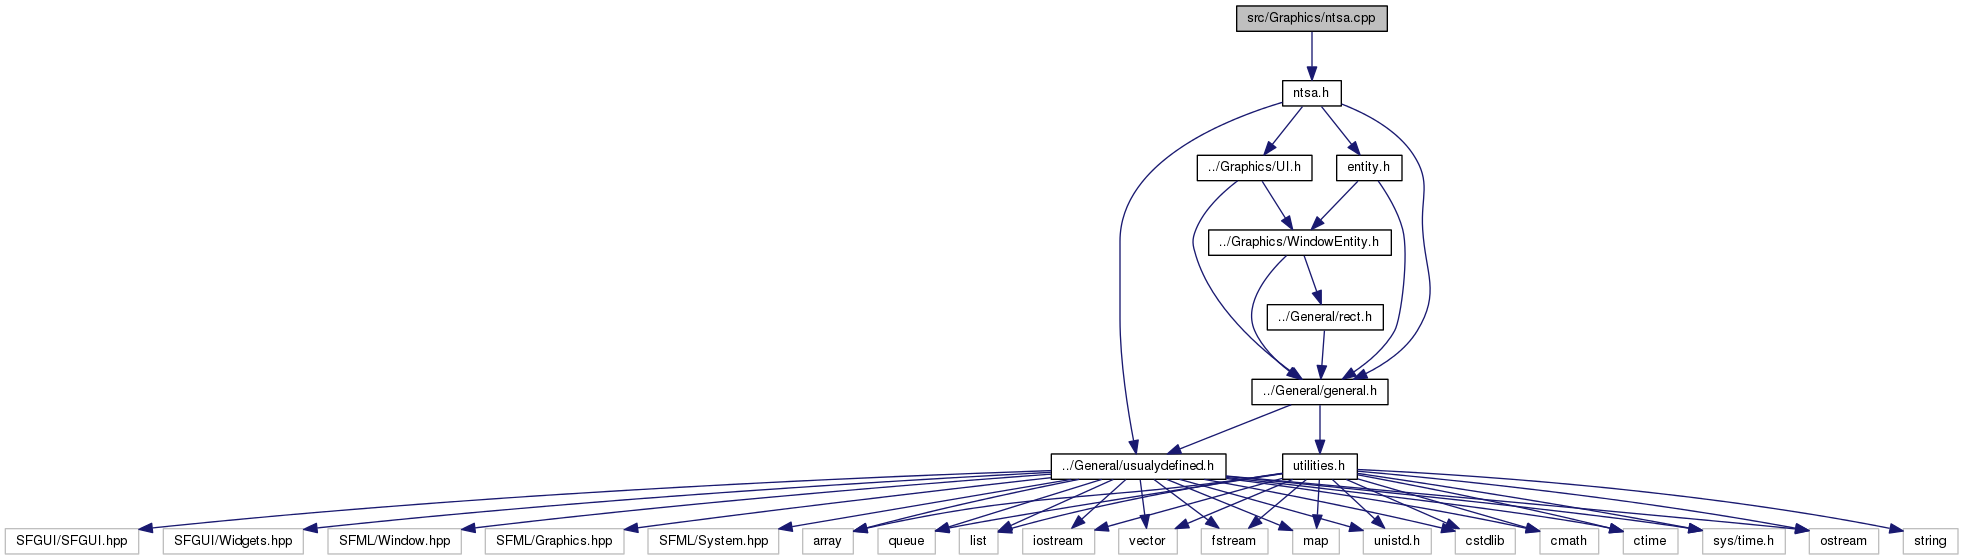 src/Graphics/ntsa.cpp
ntsa.h
../Graphics/UI.h
entity.h
../Graphics/WindowEntity.h
../General/rect.h
../General/general.h
../General/usualydefined.h
utilities.h
SFGUI/SFGUI.hpp
SFGUI/Widgets.hpp
SFML/Window.hpp
SFML/Graphics.hpp
SFML/System.hpp
array
queue
list
iostream
vector
fstream
map
unistd.h
cstdlib
cmath
ctime
sys/time.h
ostream
string